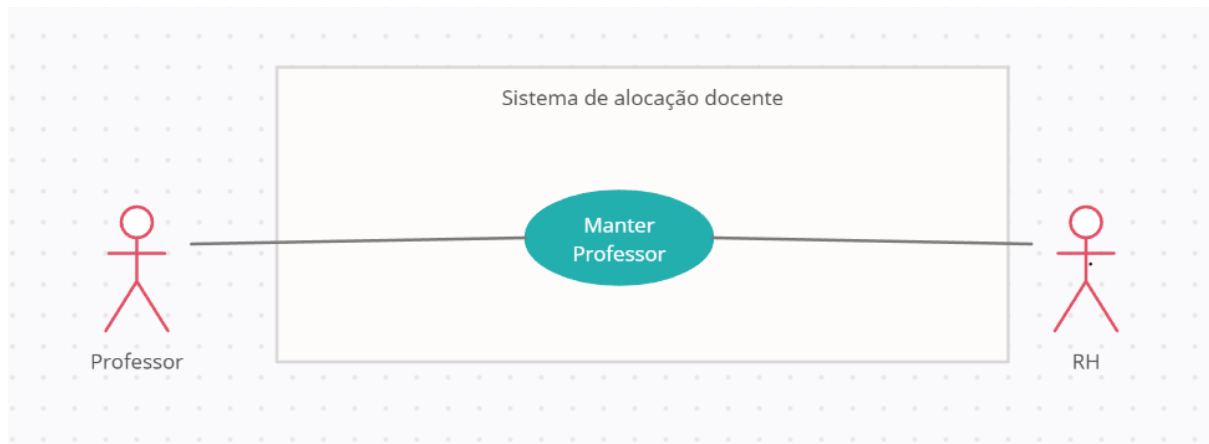 Sistema de alocação docente
Manter
Professor
Professor
RH